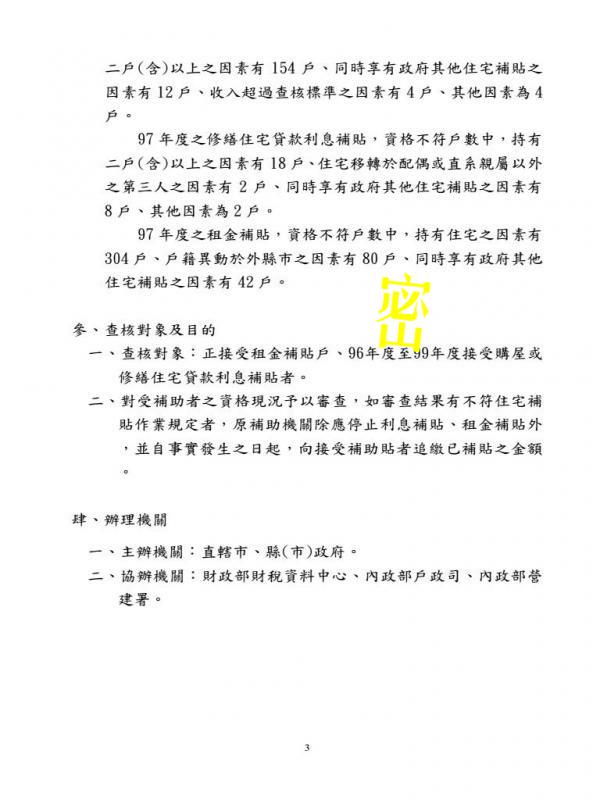 二戶(含)以上之因素有 154 戶、同時享有政府其他住宅補貼之
因素有 12 戶、收入超過查核標準之因素有 4 戶、其他因素為 4
戶。
97 年度之修繕住宅貸款利息補貼，資格不符戶數中，持有
二戶(含)以上之因素有 18 戶、住宅移轉於配偶或直系親屬以外
之第三人之因素有 2 戶、同時享有政府其他住宅補貼之因素有
8 戶、其他因素為 2 戶。
97 年度之租金補貼，資格不符戶數中，持有住宅之因素有
304 戶、戶籍異動於外縣市之因素有 80 戶、同時享有政府其他
住宅補貼之因素有 42 戶。
密
參、查核對象及目的
一、查核對象：正接受租金補貼戶、96年度至99年度接受購屋或
修繕住宅貸款利息補貼者。
二、對受補助者之資格現況予以審查，如審查結果有不符住宅補
貼作業規定者，原補助機關除應停止利息補貼、租金補貼外
，並自事實發生之日起，向接受補助貼者追繳已補貼之金額
。
肆、辦理機關
一、主辦機關：直轄市、縣(市)政府。
二、協辦機關：財政部財稅資料中心、內政部戶政司、內政部營
建署。
3